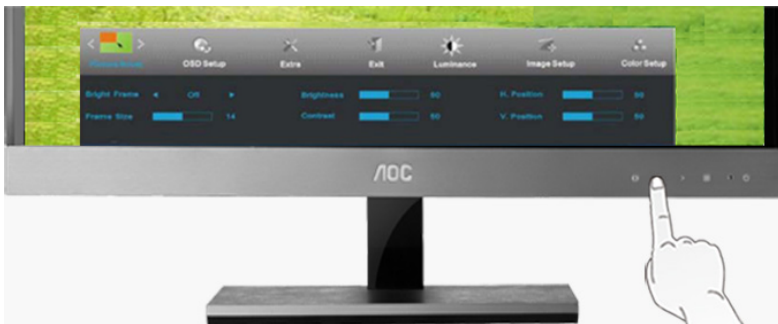 < >
Picture Boost OSD Setup Extra Exit Luminance Image Setup Color Setup
Bright Frame Off Brightness 50 H. Position 50
Frame Size 14 Contrast 50 V. Position 50
AOC